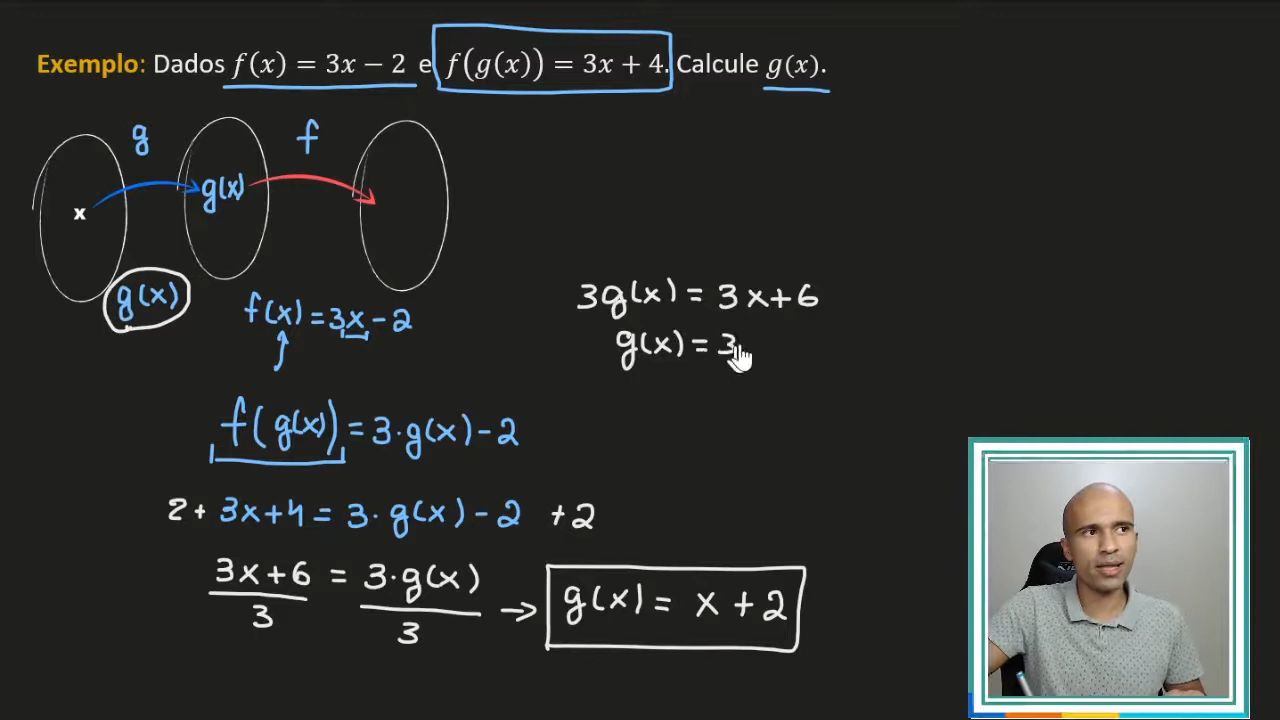 Exemplo: Dados f(x) = 3x − 2 e f(g(x)) = 3x + 4. Calcule g(x).
g f
x g(x)
g(x)
f(x) = 3x − 2
3g(x) = 3x + 6
g(x) = 3
f(g(x)) = 3·g(x) − 2
2 + 3x + 4 = 3·g(x) − 2 + 2
3x + 6 = 3·g(x)
3 3
→ g(x) = x + 2